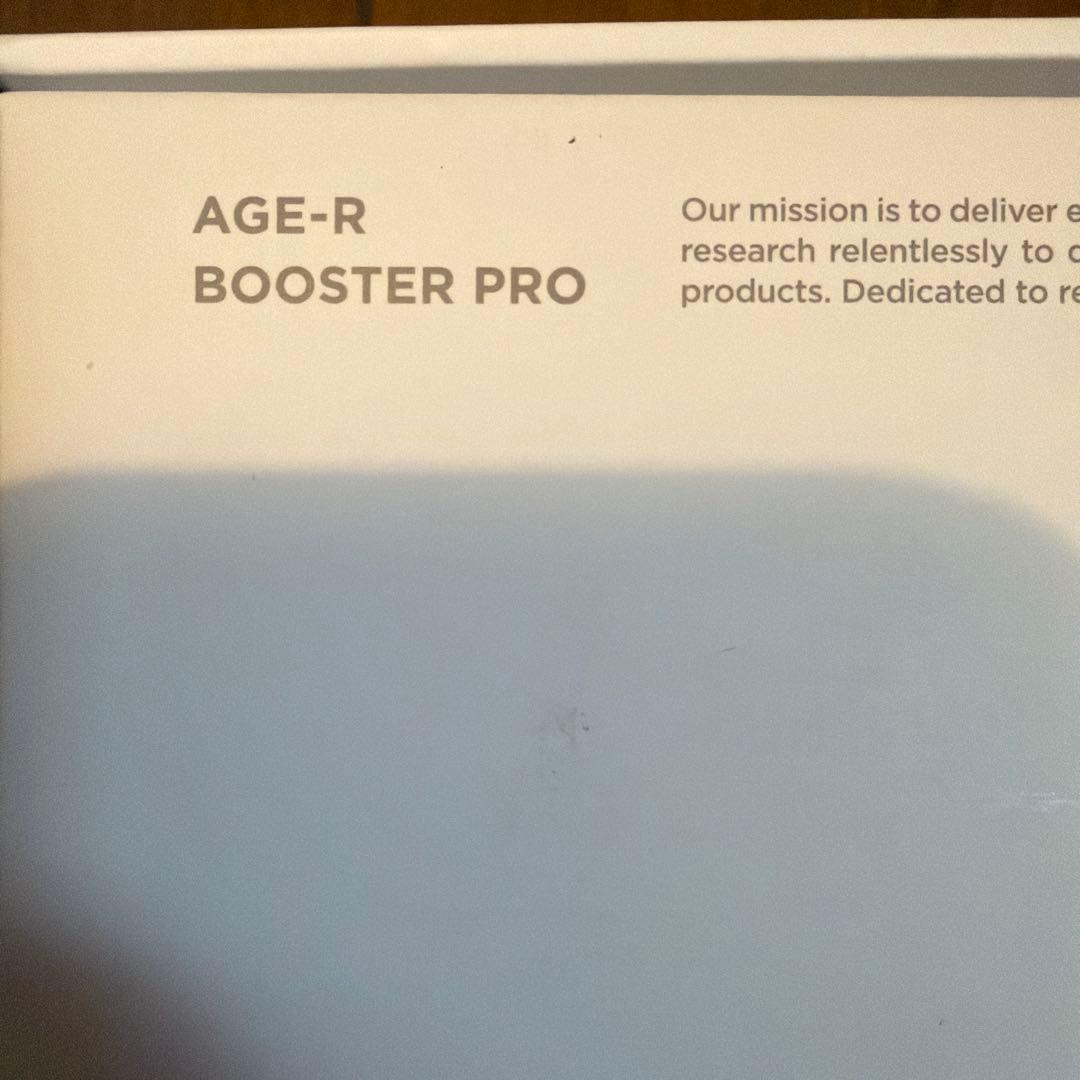 AGE-R
BOOSTER PRO
Our mission is to deliver
research relentlessly to
products. Dedicated to